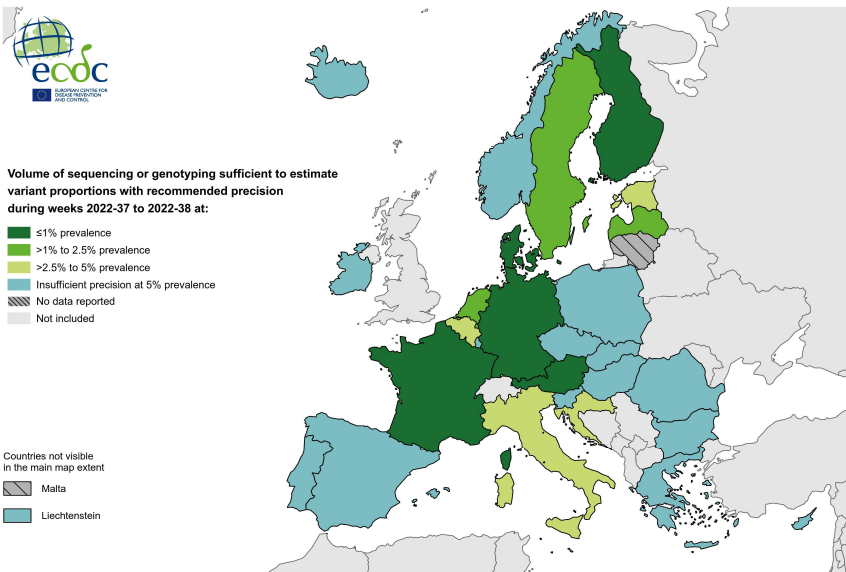 ecdc
EUROPEAN CENTRE FOR
DISEASE PREVENTION
AND CONTROL
Volume of sequencing or genotyping sufficient to estimate
variant proportions with recommended precision
during weeks 2022-37 to 2022-38 at:
≤1% prevalence
>1% to 2.5% prevalence
>2.5% to 5% prevalence
Insufficient precision at 5% prevalence
No data reported
Not included
Countries not visible
in the main map extent
Malta
Liechtenstein